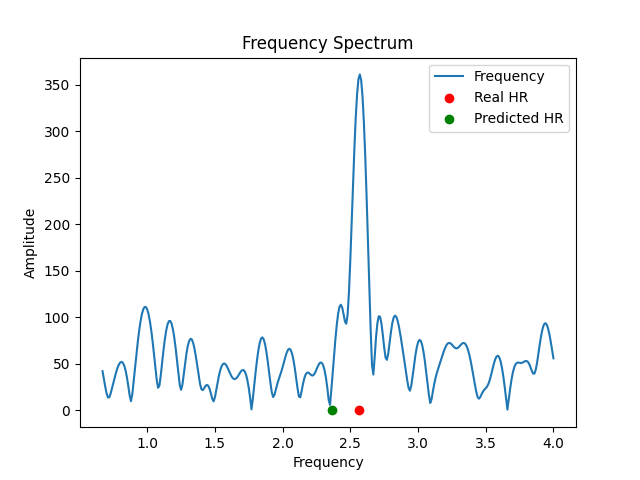 Frequency Spectrum
Frequency
Real HR
Predicted HR
350
300
250
200
150
100
50
0
Amplitude
1.0 1.5 2.0 2.5 3.0 3.5 4.0
Frequency